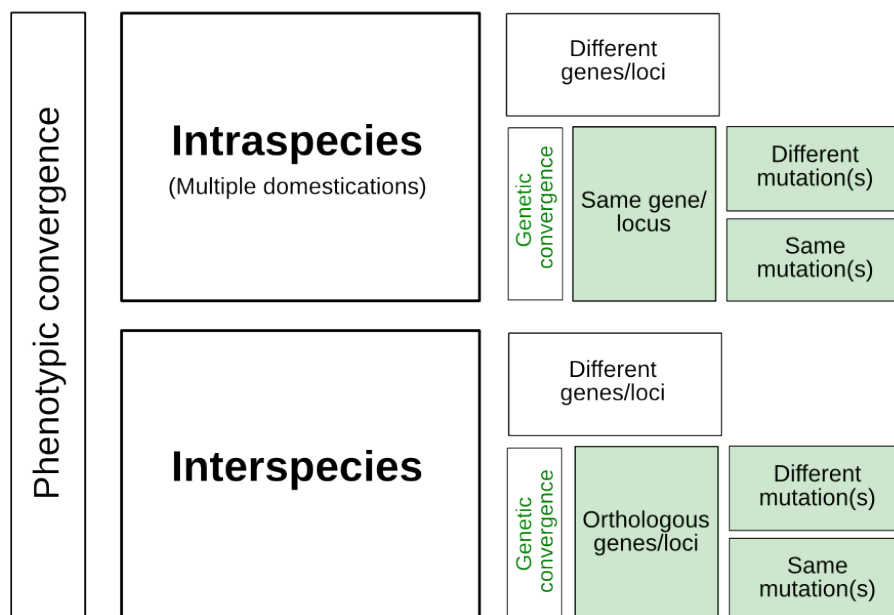 Phenotypic convergence
Intraspecies
(Multiple domestications)
Different
genes/loci
Genetic
convergence
Same gene/
locus
Different
mutation(s)
Same
mutation(s)
Interspecies
Different
genes/loci
Genetic
convergence
Orthologous
genes/loci
Different
mutation(s)
Same
mutation(s)